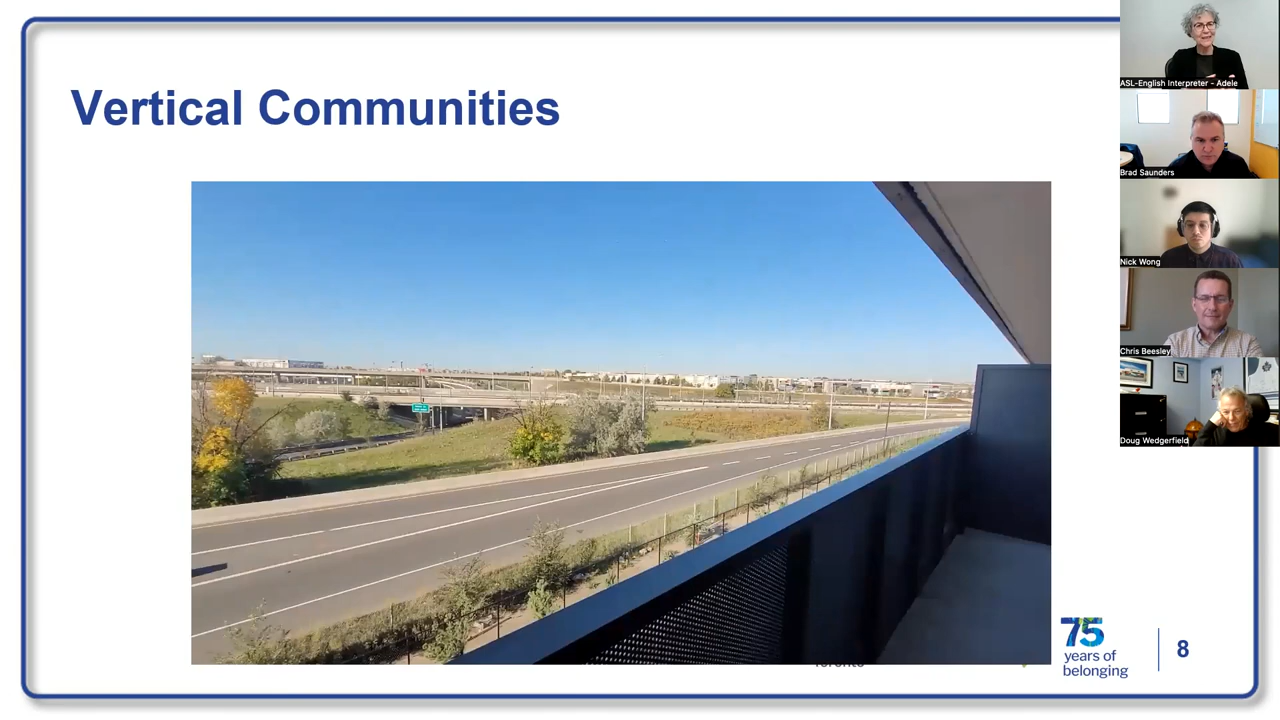 Vertical Communities
ASL-English Interpreter - Adele
Brad Saunders
Nick Wong
Chris Beesley
Doug Wedgerfield
75
years of
belonging
8